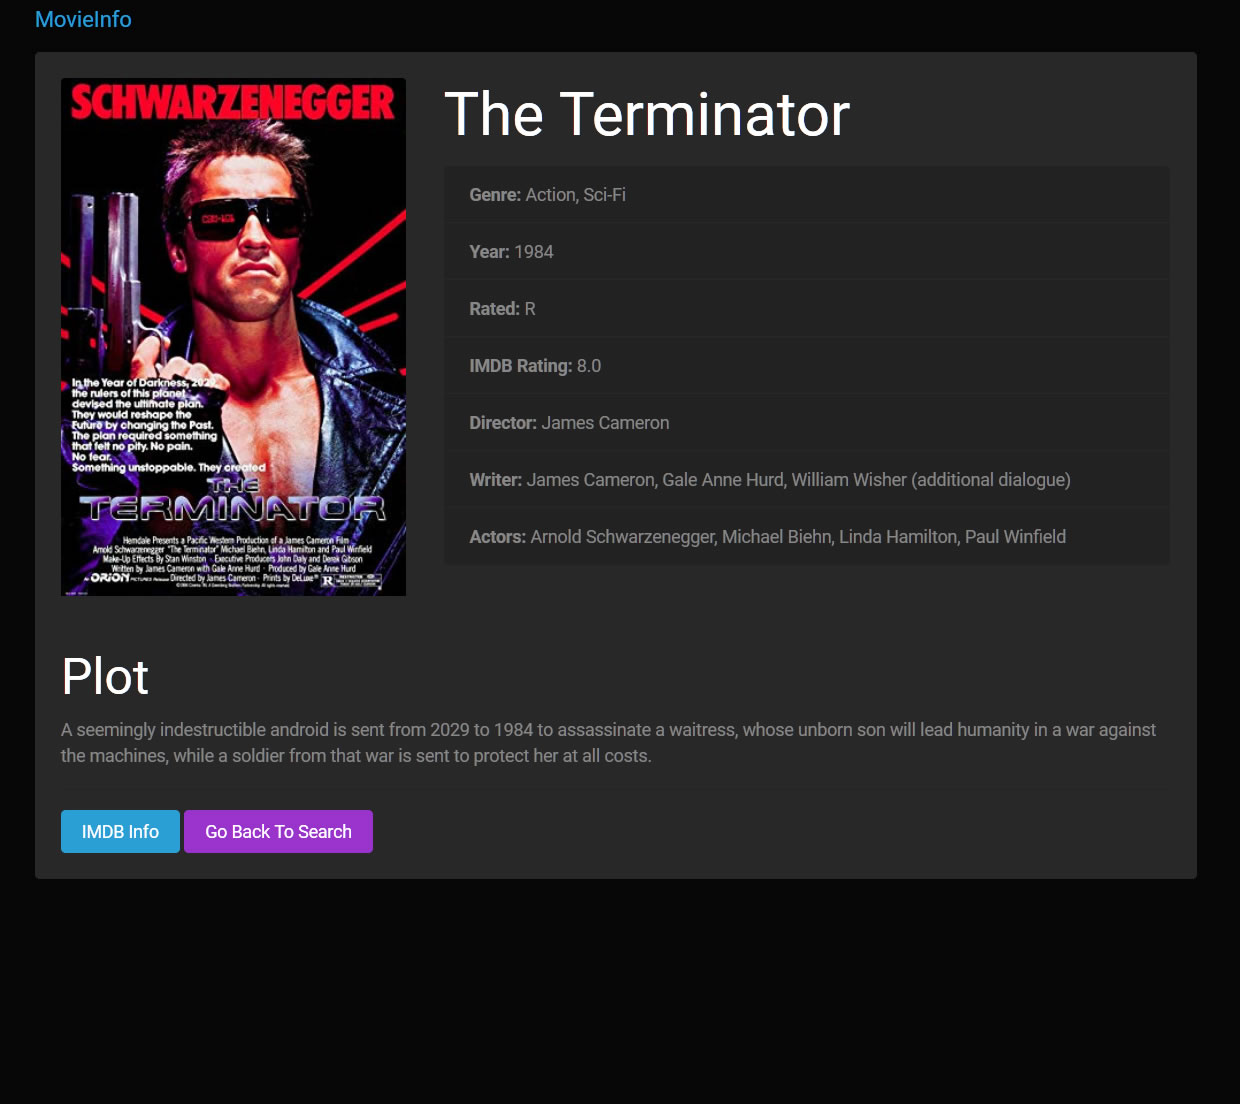 MovieInfo
SCHWARZENEGGER
In the Year of Darkness, 2029,
the rulers of this planet
devised the ultimate plan.
They would reshape the
Future by changing the Past.
The plan required something
that felt no pity. No pain.
No fear.
Something unstoppable. They created
THE
TERMINATOR
Hemdale Presents a Pacific Western Production of a James Cameron Film
Arnold Schwarzenegger "The Terminator" Michael Biehn, Linda Hamilton and Paul Winfield
Make-Up Effects By Stan Winston · Executive Producers John Daly and Derek Gibson
Written by James Cameron with Gale Anne Hurd · Produced by Gale Anne Hurd
An ORION PICTURES Release Directed by James Cameron · Prints by DeLuxe® R RESTRICTED
The Terminator
Genre: Action, Sci-Fi
Year: 1984
Rated: R
IMDB Rating: 8.0
Director: James Cameron
Writer: James Cameron, Gale Anne Hurd, William Wisher (additional dialogue)
Actors: Arnold Schwarzenegger, Michael Biehn, Linda Hamilton, Paul Winfield
Plot
A seemingly indestructible android is sent from 2029 to 1984 to assassinate a waitress, whose unborn son will lead humanity in a war against
the machines, while a soldier from that war is sent to protect her at all costs.
IMDB Info
Go Back To Search